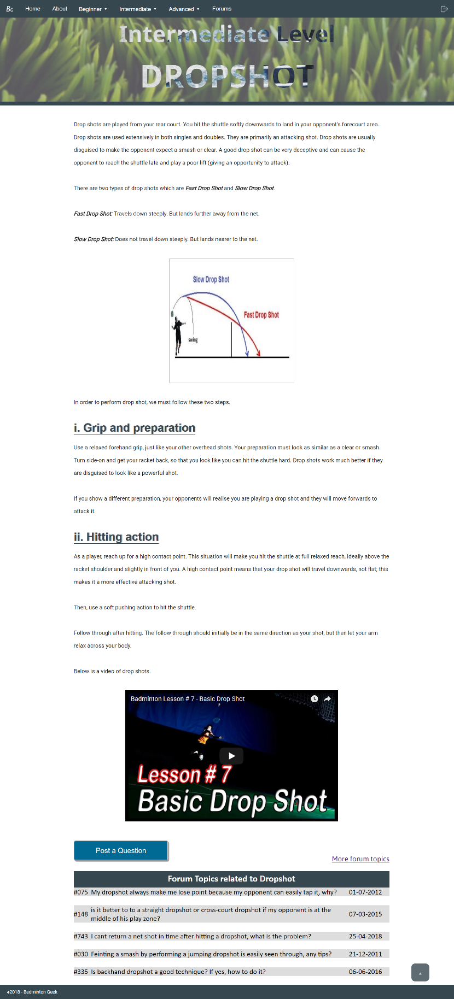 BG Home About Beginner ▾ Intermediate ▾ Advanced ▾ Forums
Intermediate Level
DROPSHOT
Drop shots are played from your rear court. You hit the shuttle softly downwards to land in your opponent's forecourt area.
Drop shots are used extensively in both singles and doubles. They are primarily an attacking shot. Drop shots are usually
disguised to make the opponent expect a smash or clear. A good drop shot can be very deceptive and can cause the
opponent to reach the shuttle late and play a poor lift (giving an opportunity to attack).
There are two types of drop shots which are Fast Drop Shot and Slow Drop Shot.
Fast Drop Shot: Travels down steeply. But lands further away from the net.
Slow Drop Shot: Does not travel down steeply. But lands nearer to the net.
Slow Drop Shot
Fast Drop Shot
swing
In order to perform drop shot, we must follow these two steps.
i. Grip and preparation
Use a relaxed forehand grip, just like your other overhead shots. Your preparation must look as similar as a clear or smash.
Turn side-on and get your racket back, so that you look like you can hit the shuttle hard. Drop shots work much better if they
are disguised to look like a powerful shot.
If you show a different preparation, your opponents will realise you are playing a drop shot and they will move forwards to
attack it.
ii. Hitting action
As a player, reach up for a high contact point. This situation will make you hit the shuttle at full relaxed reach, ideally above the
racket shoulder and slightly in front of you. A high contact point means that your drop shot will travel downwards, not flat; this
makes it a more effective attacking shot.
Then, use a soft pushing action to hit the shuttle.
Follow through after hitting. The follow through should initially be in the same direction as your shot, but then let your arm
relax across your body.
Below is a video of drop shots.
Badminton Lesson # 7 - Basic Drop Shot
Lesson # 7
Basic Drop Shot
Post a Question
More forum topics
Forum Topics related to Dropshot
#075 My dropshot always make me lose point because my opponent can easily tap it, why? 01-07-2012
#148 is it better to to a straight dropshot or cross-court dropshot if my opponent is at the
middle of his play zone? 07-03-2015
#743 I cant return a net shot in time after hitting a dropshot, what is the problem? 25-04-2018
#030 Feinting a smash by performing a jumping dropshot is easily seen through, any tips? 21-12-2011
#335 Is backhand dropshot a good technique? If yes, how to do it? 06-06-2016
♠2018 - Badminton Geek